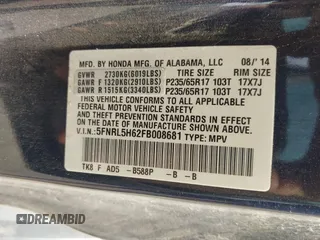 MFD. BY HONDA MFG. OF ALABAMA, LLC 08/'14
GVWR 2730KG(6019LBS) TIRE SIZE RIM SIZE
GAWR F 1320KG(2910LBS) P235/65R17 103T 17X7J
GAWR R 1515KG(3340LBS) P235/65R17 103T 17X7J
THIS VEHICLE CONFORMS TO ALL APPLICABLE FEDERAL MOTOR
VEHICLE SAFETY AND THEFT PREVENTION STANDARDS IN EFFECT
ON THE DATE OF MANUFACTURE SHOWN ABOVE.
V.I.N.: 5FNRL5H62FB008681 TYPE: MPV
TK8 F AD5 -B588P -B -B
DREAMBID